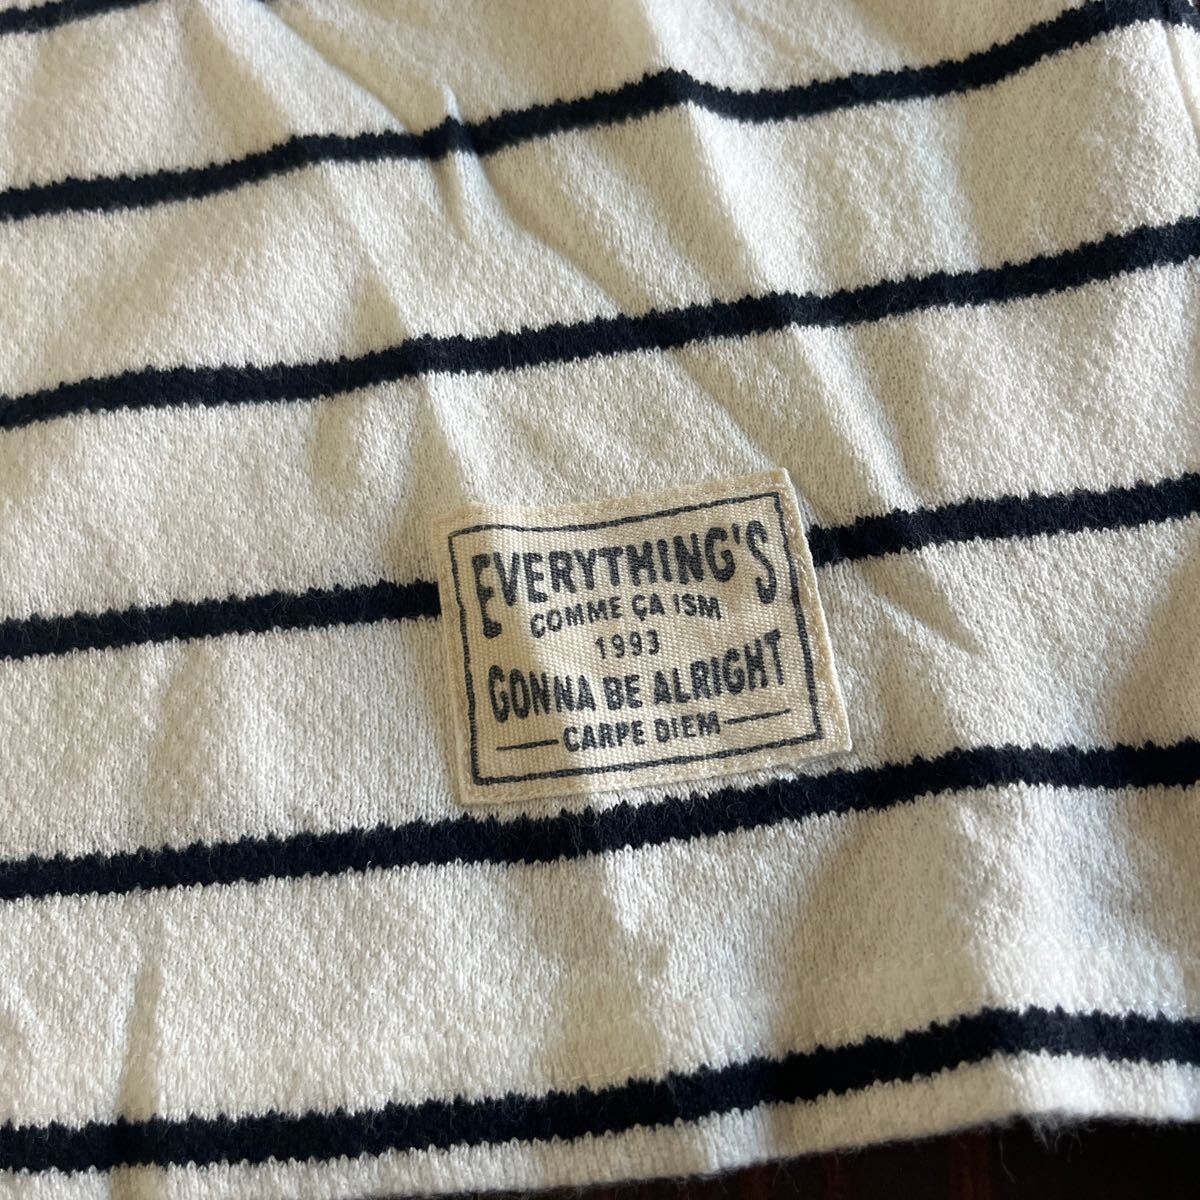 EVERYTHING'S
COMME ÇA ISM
1993
GONNA BE ALRIGHT
CARPE DIEM